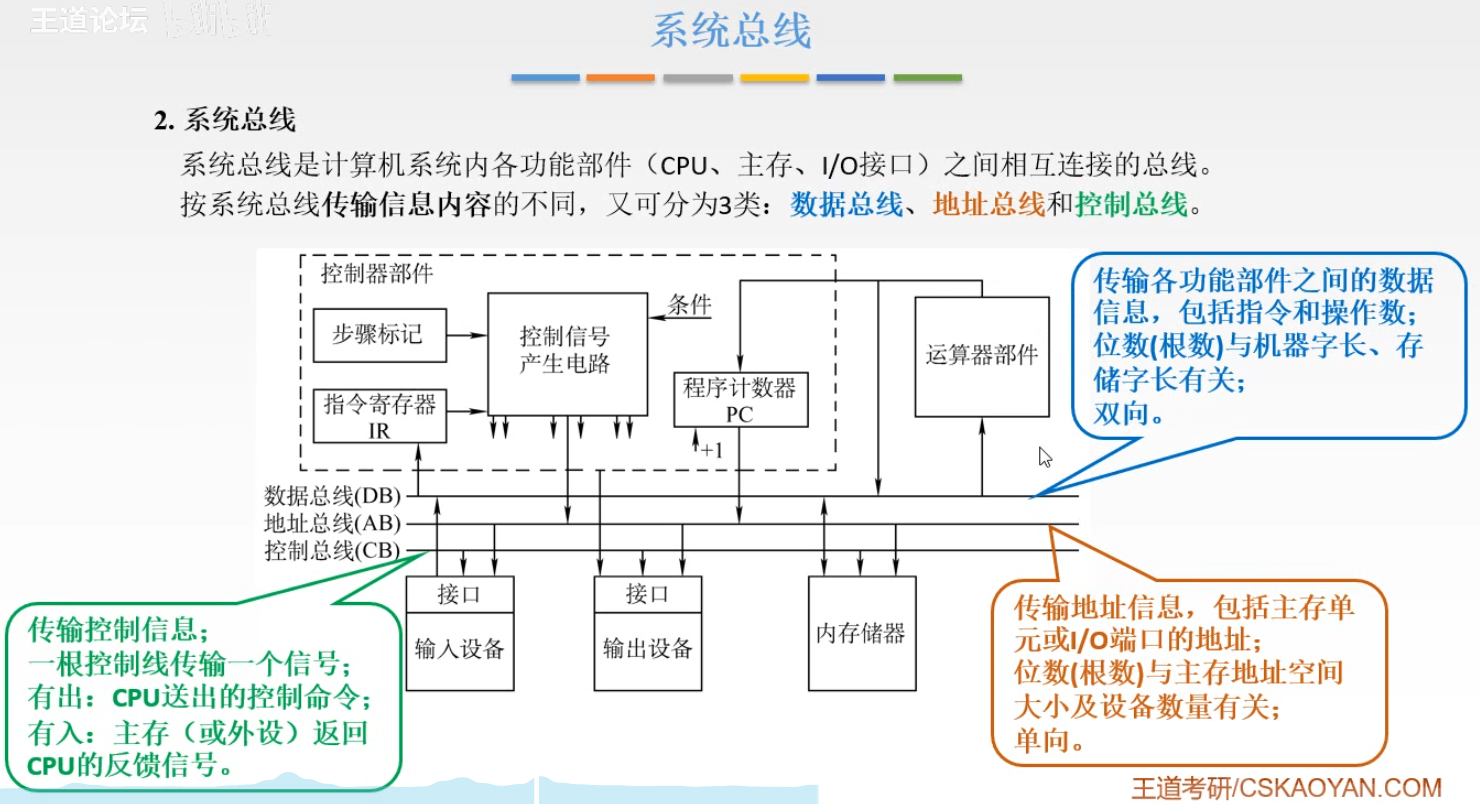 王道论坛
系统总线
2. 系统总线
系统总线是计算机系统内各功能部件（CPU、主存、I/O接口）之间相互连接的总线。
按系统总线传输信息内容的不同，又可分为3类：数据总线、地址总线和控制总线。
控制器部件
步骤标记
控制信号
产生电路
条件
指令寄存器
IR
程序计数器
PC
+1
运算器部件
数据总线(DB)
地址总线(AB)
控制总线(CB)
接口
输入设备
接口
输出设备
内存储器
传输各功能部件之间的数据
信息，包括指令和操作数；
位数(根数)与机器字长、存
储字长有关；
双向。
传输控制信息；
一根控制线传输一个信号；
有出：CPU送出的控制命令；
有入：主存（或外设）返回
CPU的反馈信号。
传输地址信息，包括主存单
元或I/O端口的地址；
位数(根数)与主存地址空间
大小及设备数量有关；
单向。
王道考研/CSKAOYAN.COM